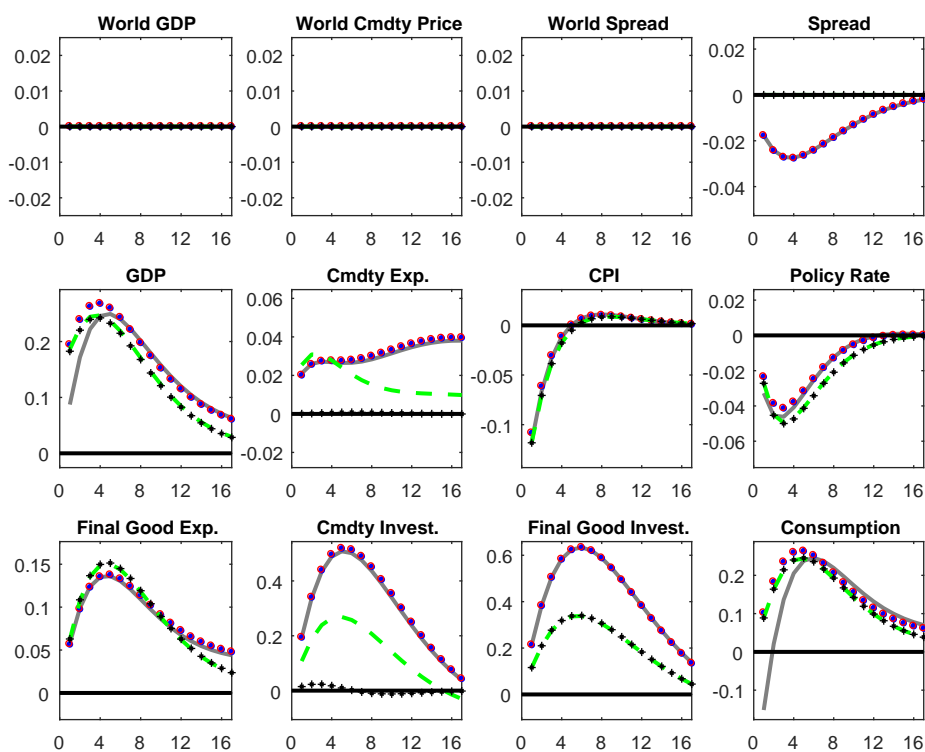 World GDP World Cmdty Price World Spread Spread
0.02 0.02 0.02 0.02
0.01 0.01 0.01 0
0 0 0 -0.02
-0.01 -0.01 -0.01 -0.04
-0.02 -0.02 -0.02
0 4 8 12 16 0 4 8 12 16 0 4 8 12 16 0 4 8 12 16
GDP Cmdty Exp. CPI Policy Rate
0.2 0.06 0 0.02
0.1 0.04 -0.05 0
0 0.02 -0.1 -0.02
0 -0.04
-0.02 -0.06
0 4 8 12 16 0 4 8 12 16 0 4 8 12 16 0 4 8 12 16
Final Good Exp. Cmdty Invest. Final Good Invest. Consumption
0.15 0.4 0.6 0.2
0.1 0.2 0.4 0.1
0.05 0 0.2 0
0 0 -0.1
0 4 8 12 16 0 4 8 12 16 0 4 8 12 16 0 4 8 12 16